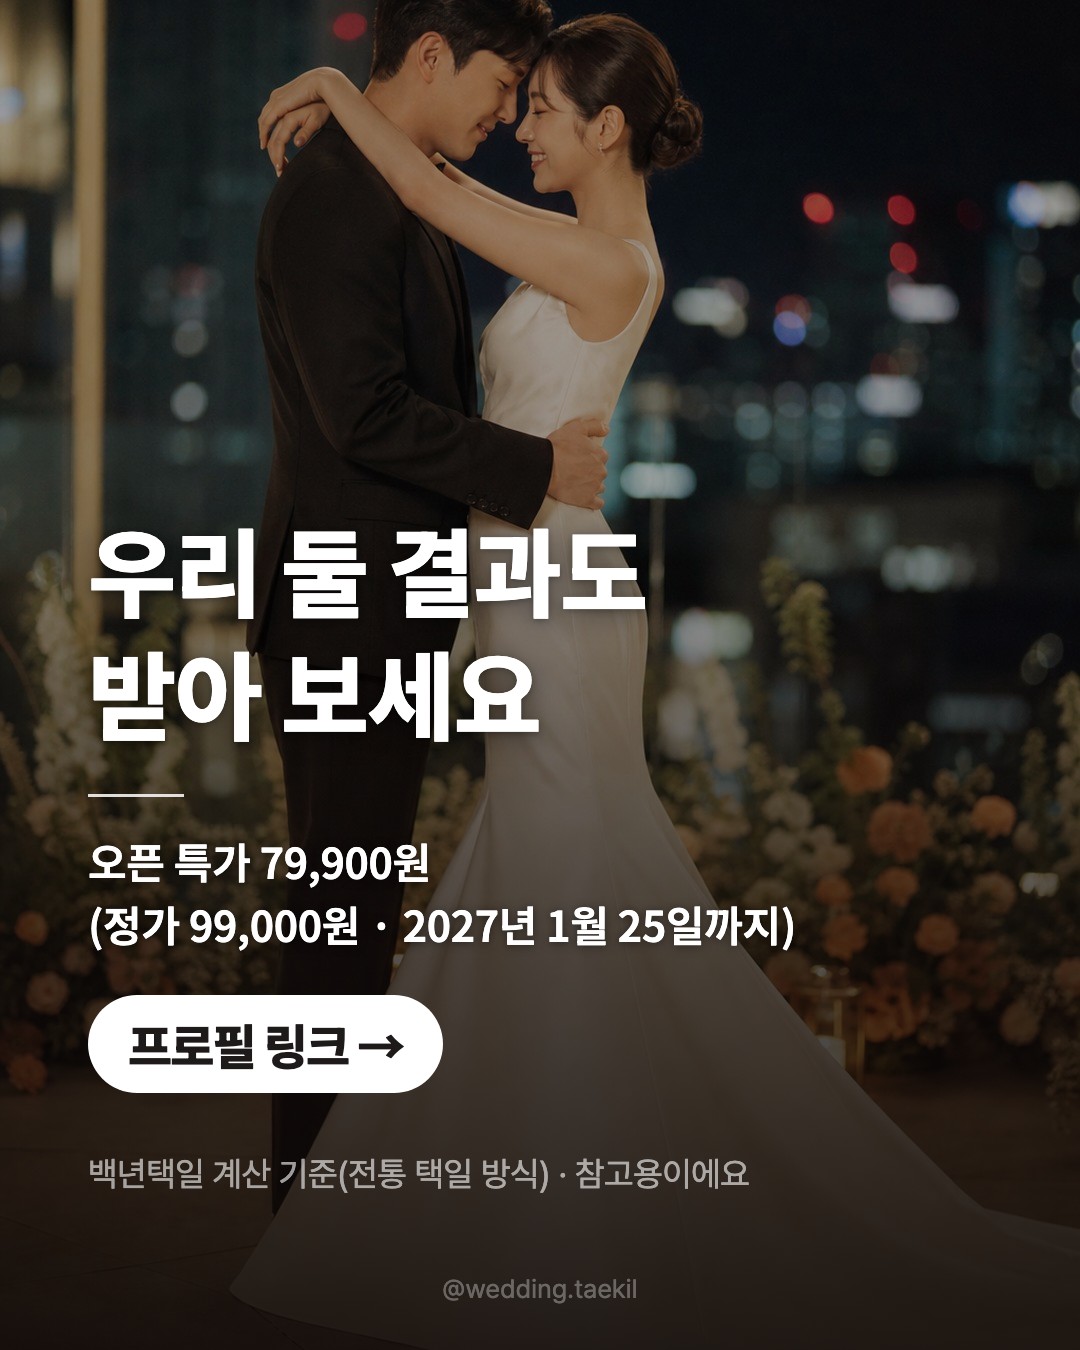 우리 둘 결과도
받아 보세요
오픈 특가 79,900원
(정가 99,000원 · 2027년 1월 25일까지)
프로필 링크 →
백년택일 계산 기준(전통 택일 방식) · 참고용이에요
@wedding.taekil